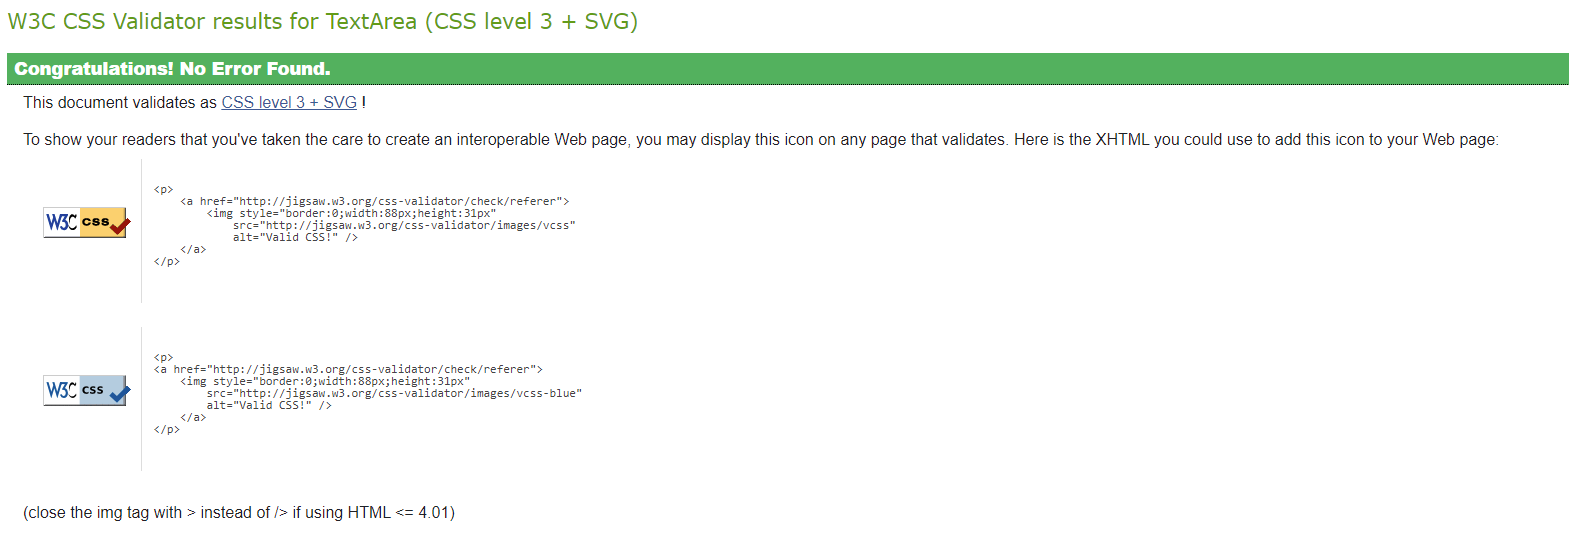 W3C CSS Validator results for TextArea (CSS level 3 + SVG)
Congratulations! No Error Found.
This document validates as CSS level 3 + SVG !
To show your readers that you've taken the care to create an interoperable Web page, you may display this icon on any page that validates. Here is the XHTML you could use to add this icon to your Web page:
W3C css
<p>
    <a href="http://jigsaw.w3.org/css-validator/check/referer">
        <img style="border:0;width:88px;height:31px"
            src="http://jigsaw.w3.org/css-validator/images/vcss"
            alt="Valid CSS!" />
    </a>
</p>
W3C css
<p>
<a href="http://jigsaw.w3.org/css-validator/check/referer">
    <img style="border:0;width:88px;height:31px"
        src="http://jigsaw.w3.org/css-validator/images/vcss-blue"
        alt="Valid CSS!" />
    </a>
</p>
(close the img tag with > instead of /> if using HTML <= 4.01)